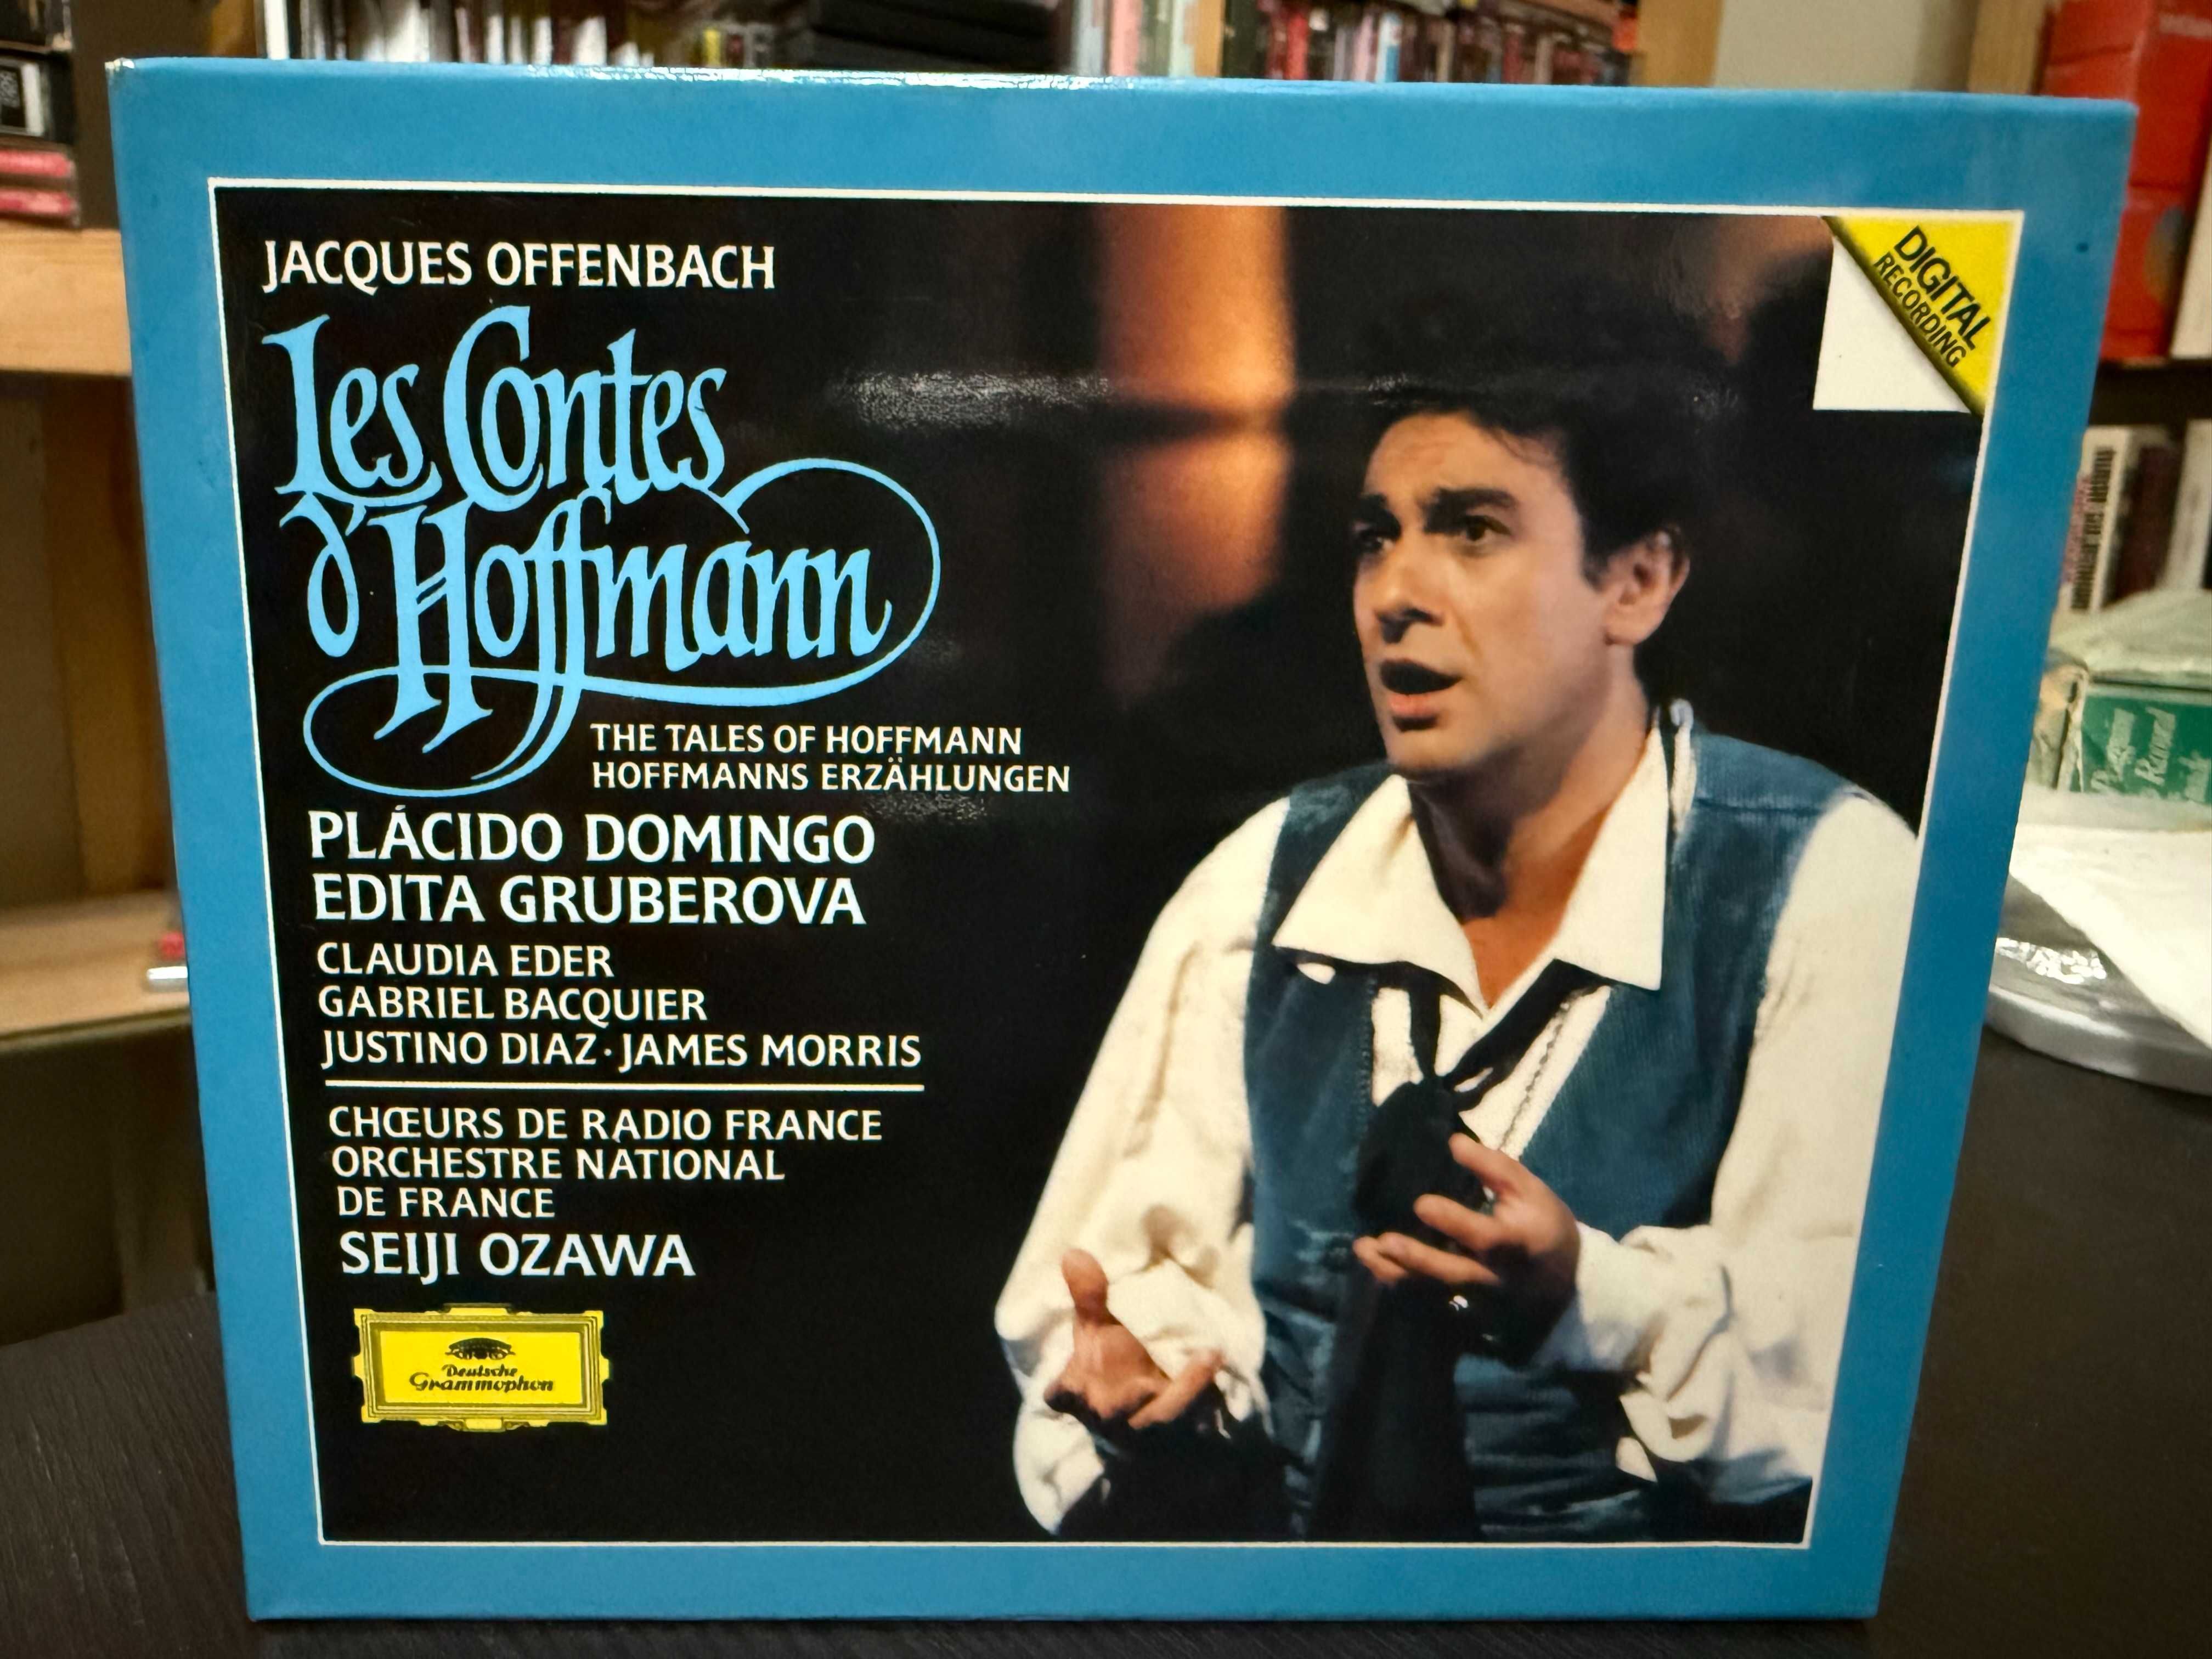 JACQUES OFFENBACH
Les Contes
d'Hoffmann
THE TALES OF HOFFMANN
HOFFMANNS ERZÄHLUNGEN
PLÁCIDO DOMINGO
EDITA GRUBEROVA
CLAUDIA EDER
GABRIEL BACQUIER
JUSTINO DIAZ · JAMES MORRIS
CHŒURS DE RADIO FRANCE
ORCHESTRE NATIONAL
DE FRANCE
SEIJI OZAWA
Deutsche
Grammophon
DIGITAL
RECORDING